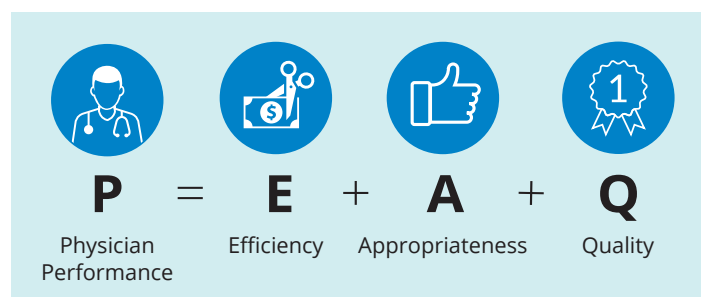 $
1
P = E + A + Q
Physician Performance
Efficiency
Appropriateness
Quality